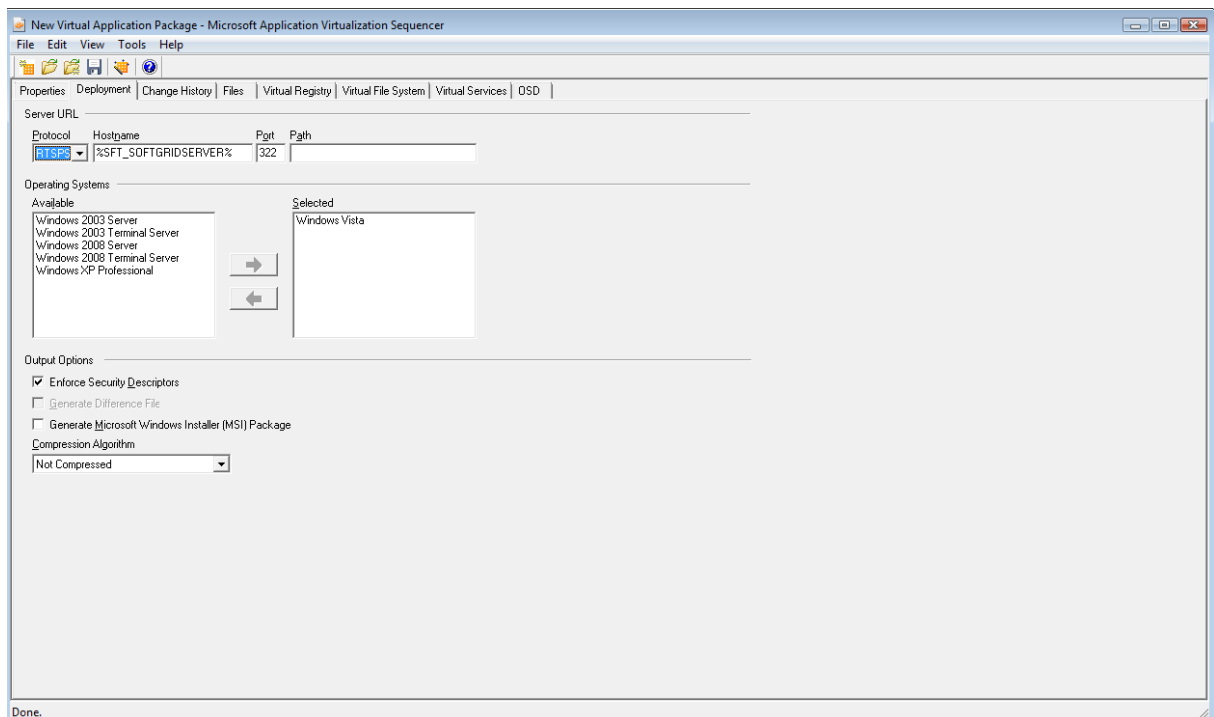 New Virtual Application Package - Microsoft Application Virtualization Sequencer
File Edit View Tools Help
Properties Deployment Change History Files Virtual Registry Virtual File System Virtual Services OSD
Server URL
Protocol Hostname Port Path
RTSPS %SFT_SOFTGRIDSERVER% 322
Operating Systems
Available Selected
Windows 2003 Server Windows Vista
Windows 2003 Terminal Server
Windows 2008 Server
Windows 2008 Terminal Server
Windows XP Professional
Output Options
Enforce Security Descriptors
Generate Difference File
Generate Microsoft Windows Installer (MSI) Package
Compression Algorithm
Not Compressed
Done.